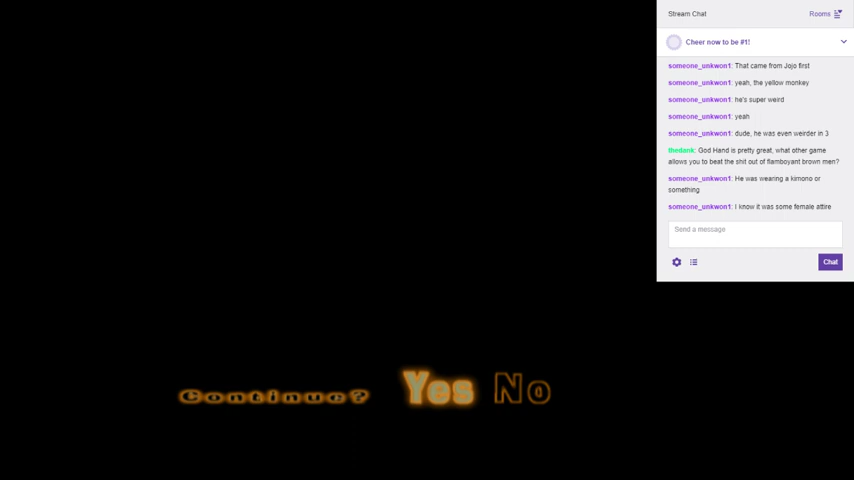 Stream Chat
Rooms
Cheer now to be #1!
someone_unkwon1: That came from Jojo first
someone_unkwon1: yeah, the yellow monkey
someone_unkwon1: he's super weird
someone_unkwon1: yeah
someone_unkwon1: dude, he was even weirder in 3
thedank: God Hand is pretty great, what other game
allows you to beat the shit out of flamboyant brown men?
someone_unkwon1: He was wearing a kimono or
something
someone_unkwon1: I know it was some female attire
Send a message
Chat
Continue? Yes No